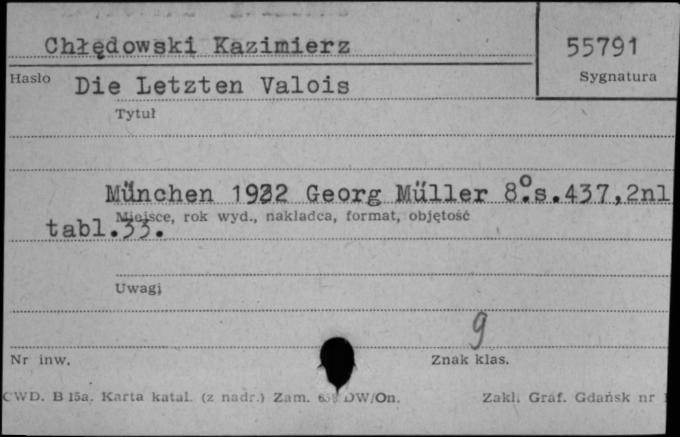 Chłędowski Kazimierz
55791
Hasło
Sygnatura
Die Letzten Valois
Tytuł
München 1922 Georg Müller 8.°s.437,2nl
Miejsce, rok wyd., nakładca, format, objętość
tabl.33.
Uwagi
9
Nr inw.
Znak klas.
CWD. B 15a. Karta katal. (z nadr.) Zam. DW/On.
Zakł. Graf. Gdańsk nr